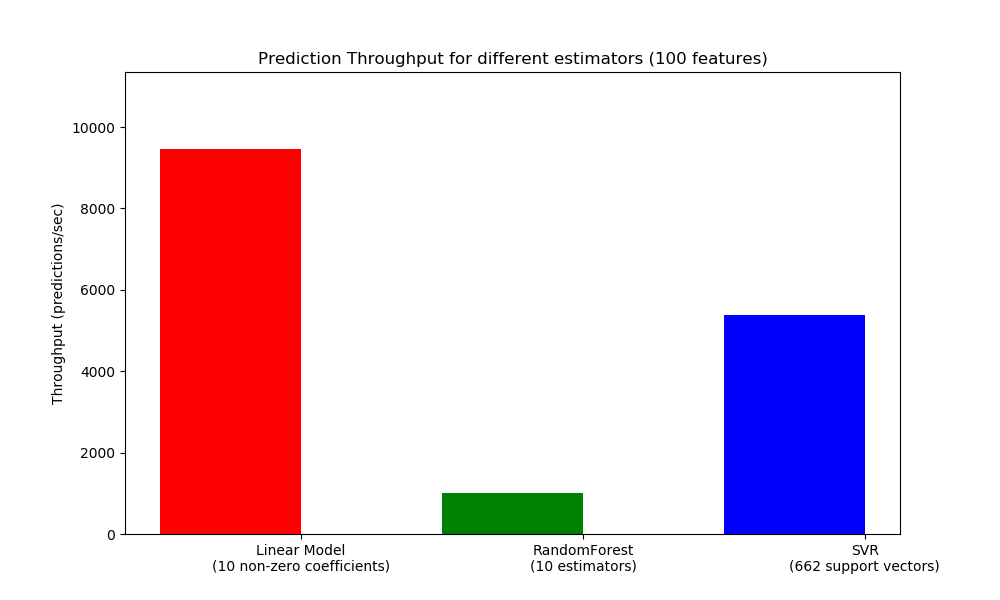 Prediction Throughput for different estimators (100 features)
Throughput (predictions/sec)
10000
8000
6000
4000
2000
0
Linear Model
(10 non-zero coefficients)
RandomForest
(10 estimators)
SVR
(662 support vectors)